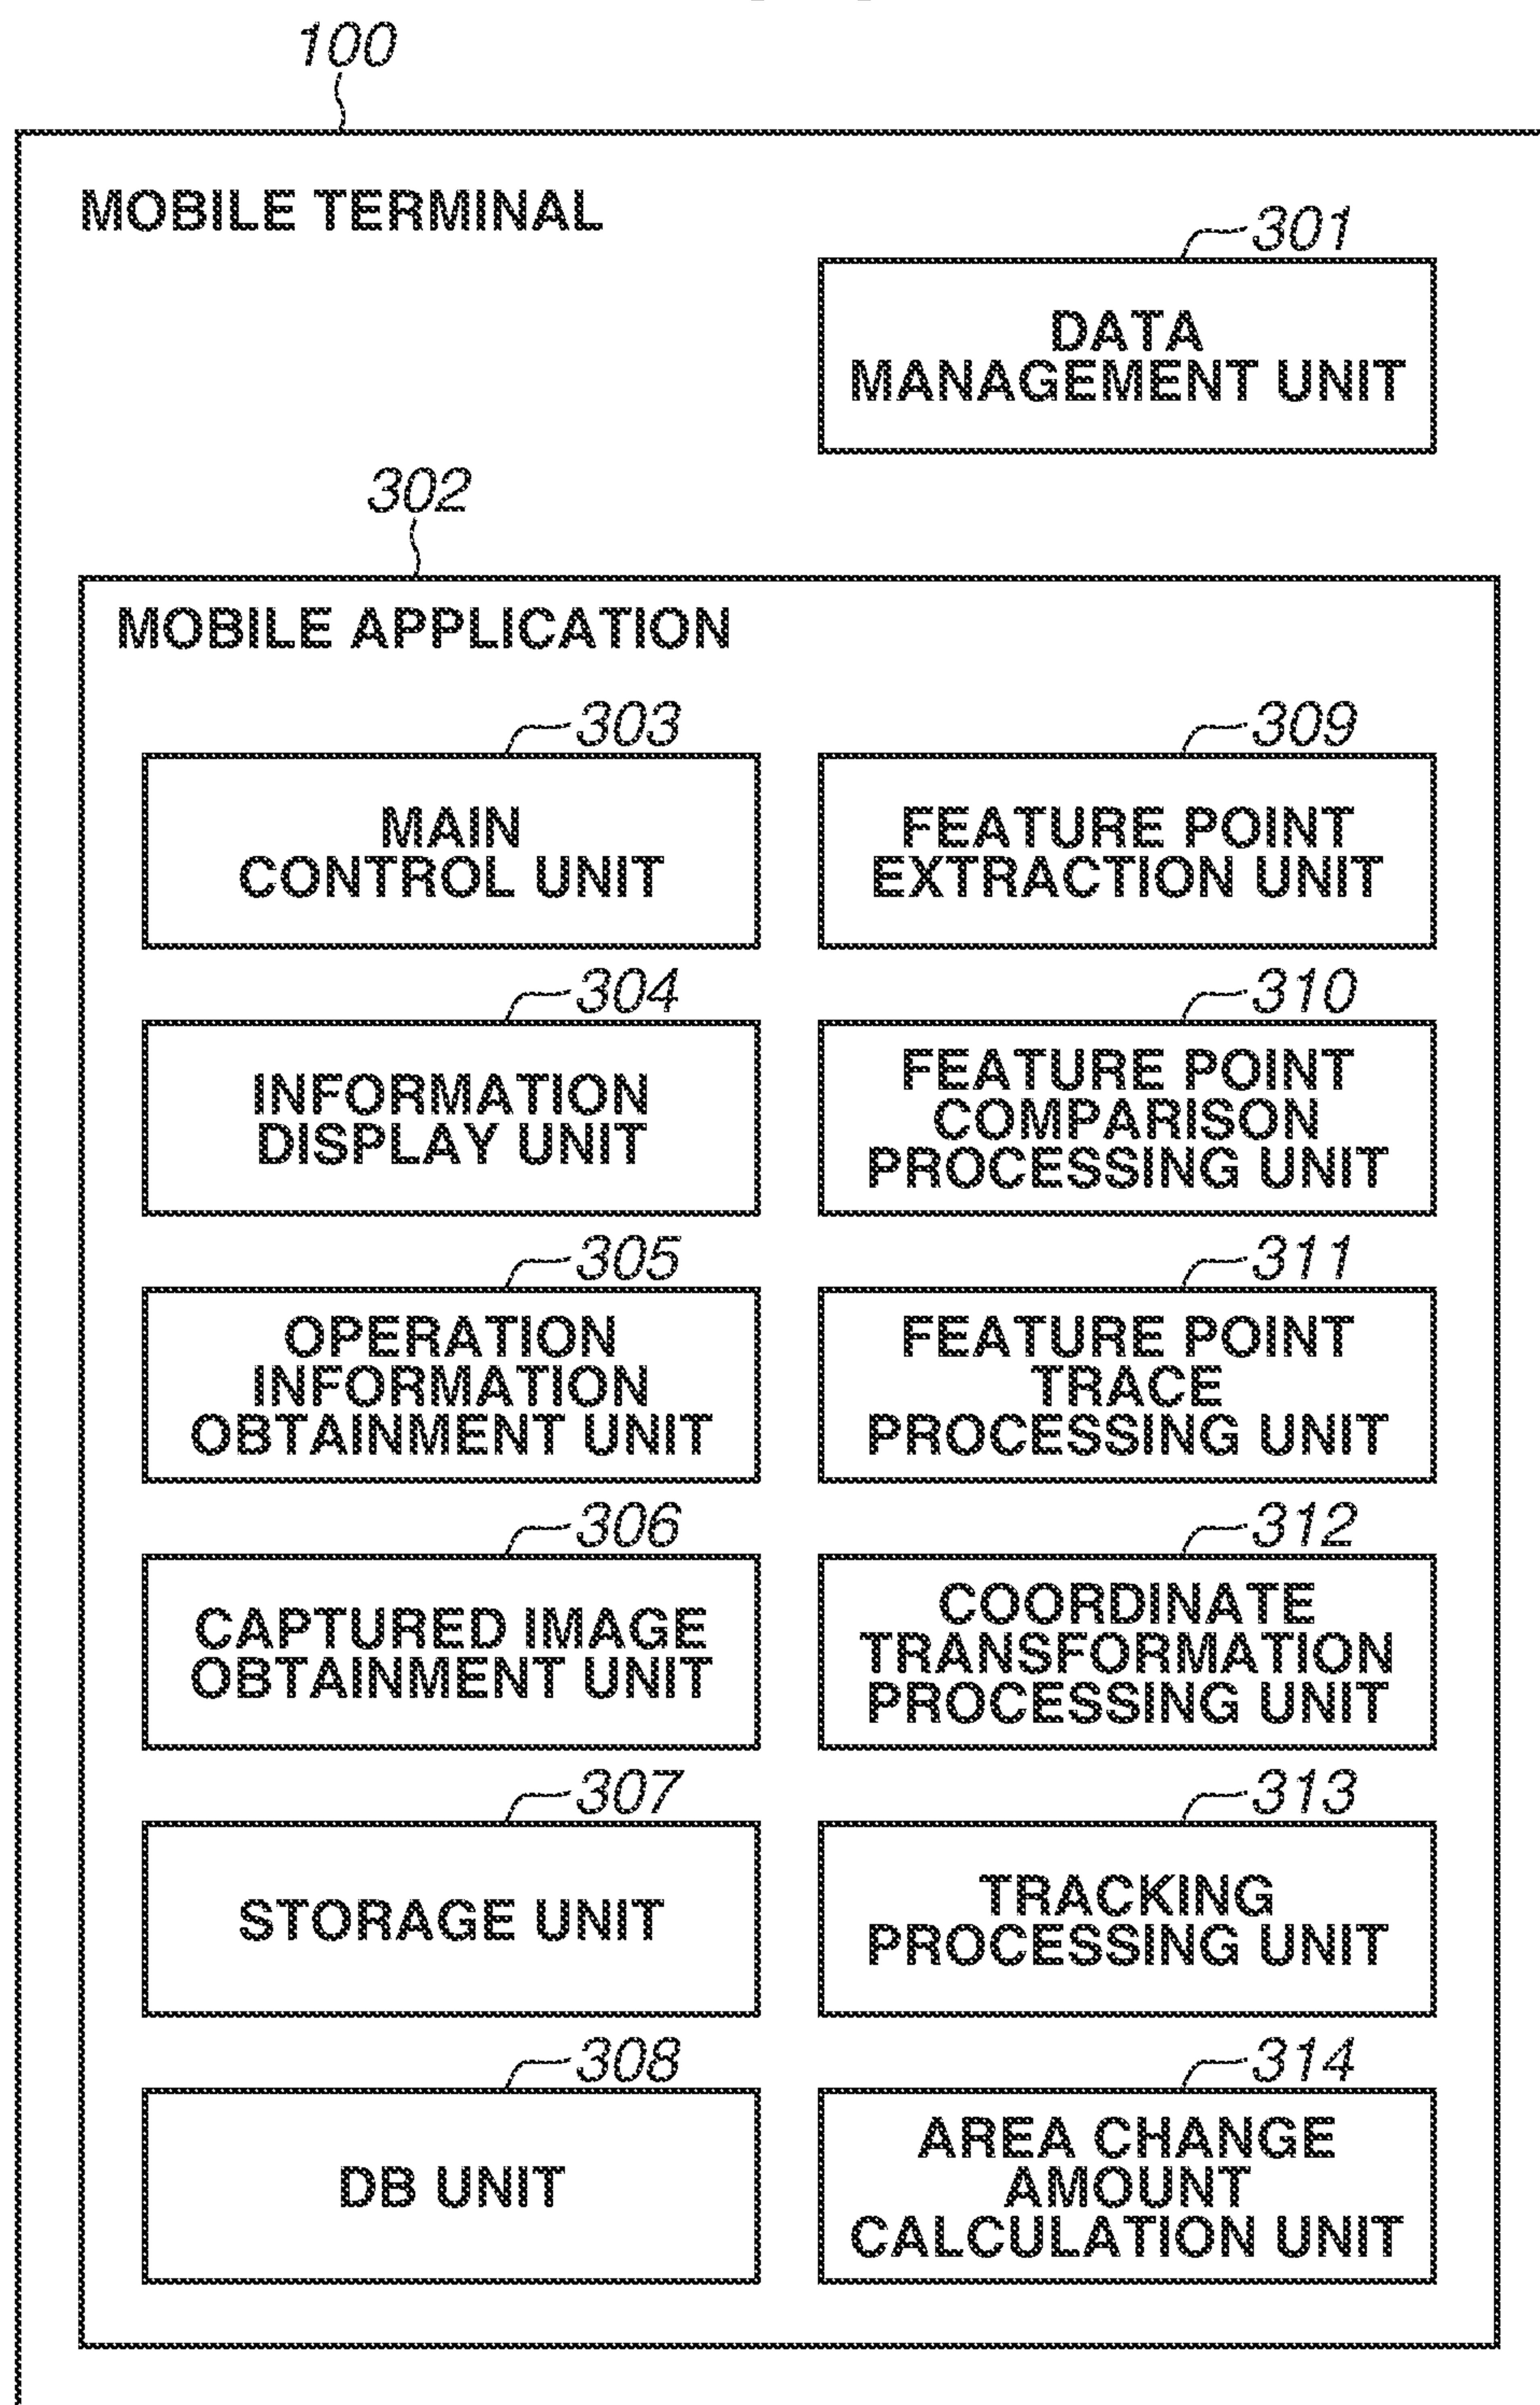 100
MOBILE TERMINAL
301
DATA
MANAGEMENT UNIT
302
MOBILE APPLICATION
303
MAIN
CONTROL UNIT
309
FEATURE POINT
EXTRACTION UNIT
304
INFORMATION
DISPLAY UNIT
310
FEATURE POINT
COMPARISON
PROCESSING UNIT
305
OPERATION
INFORMATION
OBTAINMENT UNIT
311
FEATURE POINT
TRACE
PROCESSING UNIT
306
CAPTURED IMAGE
OBTAINMENT UNIT
312
COORDINATE
TRANSFORMATION
PROCESSING UNIT
307
STORAGE UNIT
313
TRACKING
PROCESSING UNIT
308
DB UNIT
314
AREA CHANGE
AMOUNT
CALCULATION UNIT